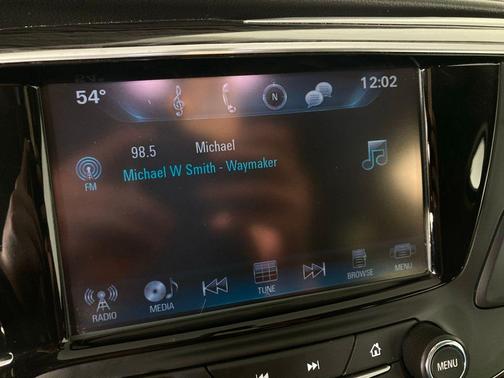 54° N 12:02
98.5 Michael
FM Michael W Smith - Waymaker
RADIO MEDIA TUNE BROWSE MENU
MENU